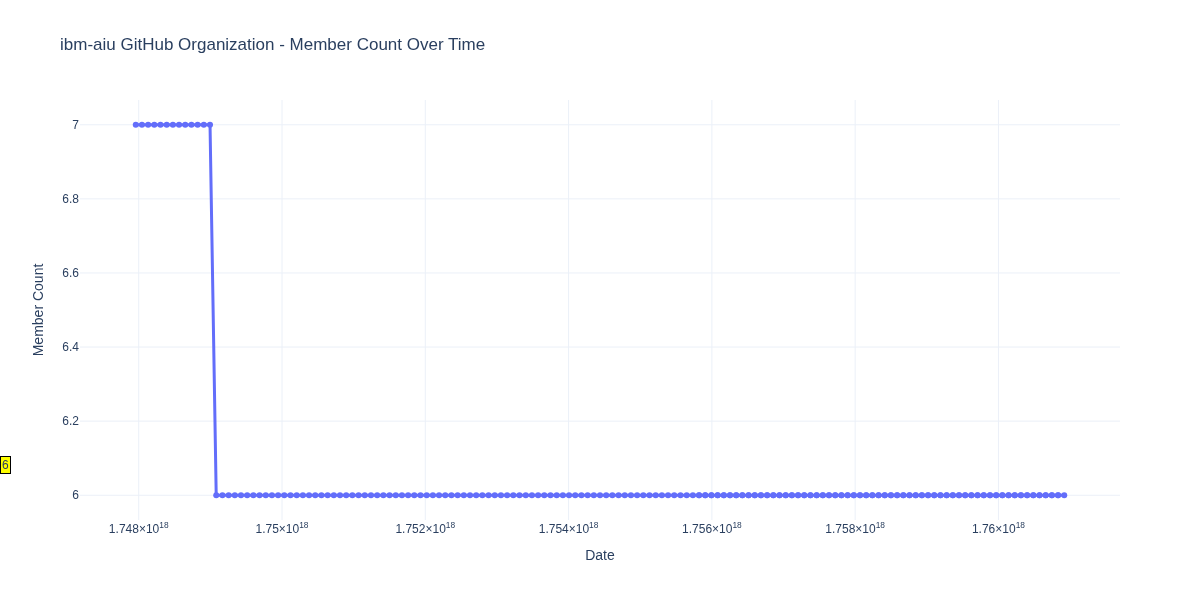 ibm-aiu GitHub Organization - Member Count Over Time
7
6.8
6.6
6.4
6.2
6
Member Count
6
1.748×10¹⁸ 1.75×10¹⁸ 1.752×10¹⁸ 1.754×10¹⁸ 1.756×10¹⁸ 1.758×10¹⁸ 1.76×10¹⁸
Date